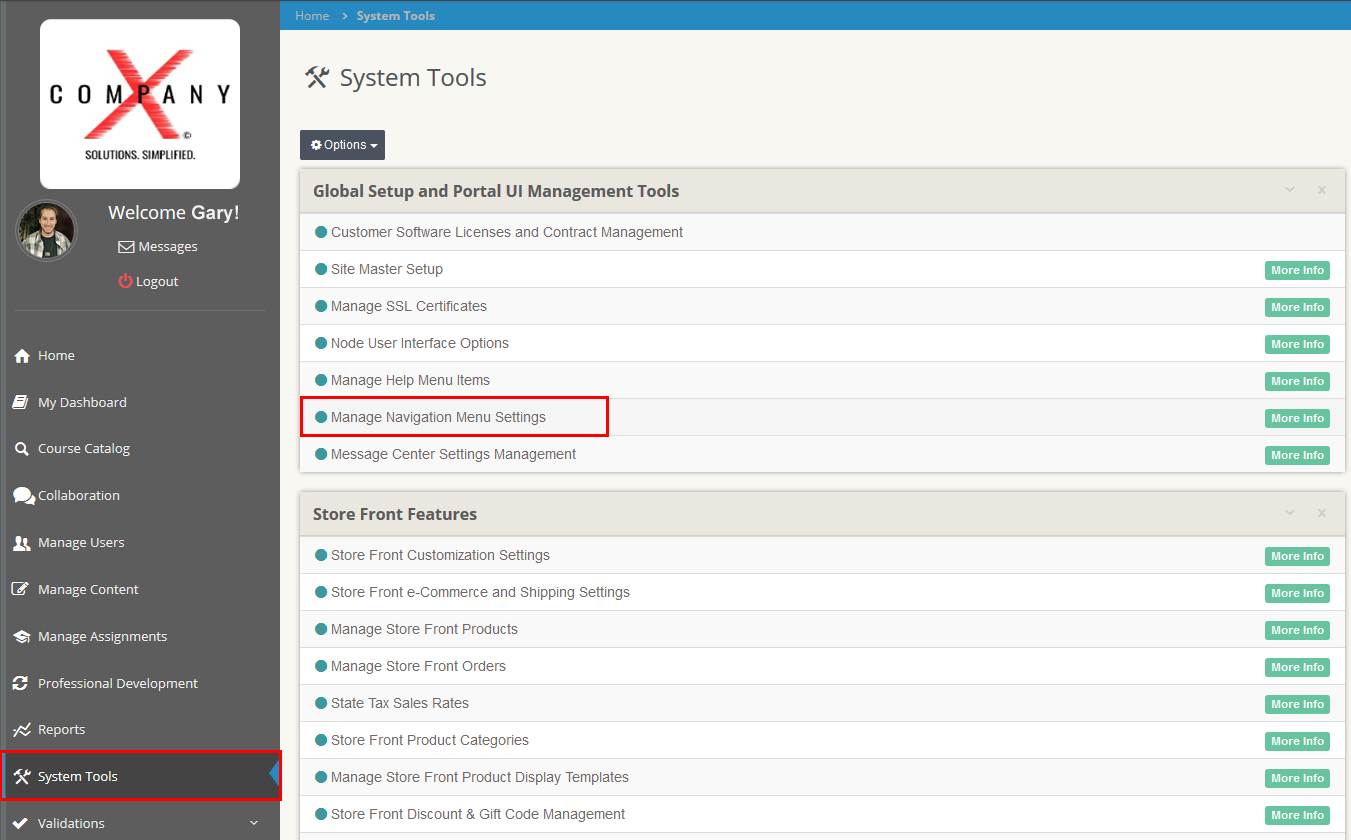 COMPANY
X
©
SOLUTIONS. SIMPLIFIED.
Welcome Gary!
Messages
Logout
Home
My Dashboard
Course Catalog
Collaboration
Manage Users
Manage Content
Manage Assignments
Professional Development
Reports
System Tools
Validations
Home > System Tools
System Tools
Options
Global Setup and Portal UI Management Tools
Customer Software Licenses and Contract Management
Site Master Setup More Info
Manage SSL Certificates More Info
Node User Interface Options More Info
Manage Help Menu Items More Info
Manage Navigation Menu Settings More Info
Message Center Settings Management More Info
Store Front Features
Store Front Customization Settings More Info
Store Front e-Commerce and Shipping Settings More Info
Manage Store Front Products More Info
Manage Store Front Orders More Info
State Tax Sales Rates More Info
Store Front Product Categories More Info
Manage Store Front Product Display Templates More Info
Store Front Discount & Gift Code Management More Info